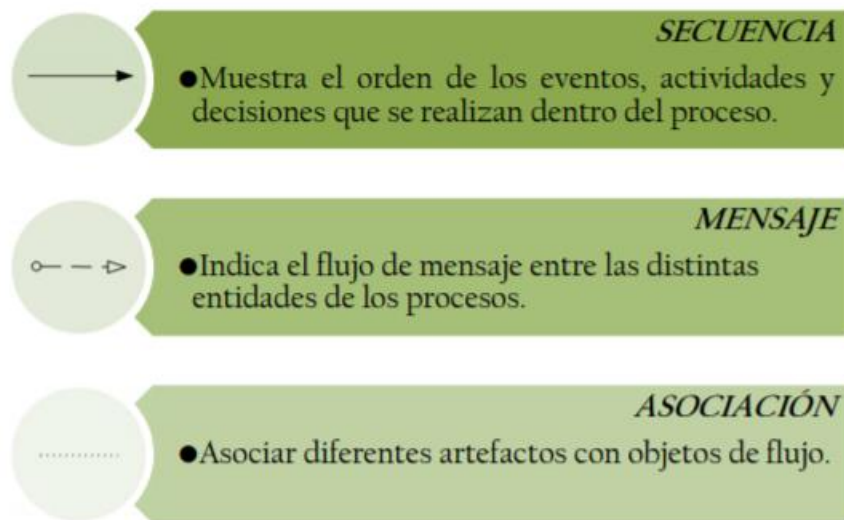 SECUENCIA
●Muestra el orden de los eventos, actividades y
decisiones que se realizan dentro del proceso.
MENSAJE
●Indica el flujo de mensaje entre las distintas
entidades de los procesos.
ASOCIACIÓN
●Asociar diferentes artefactos con objetos de flujo.